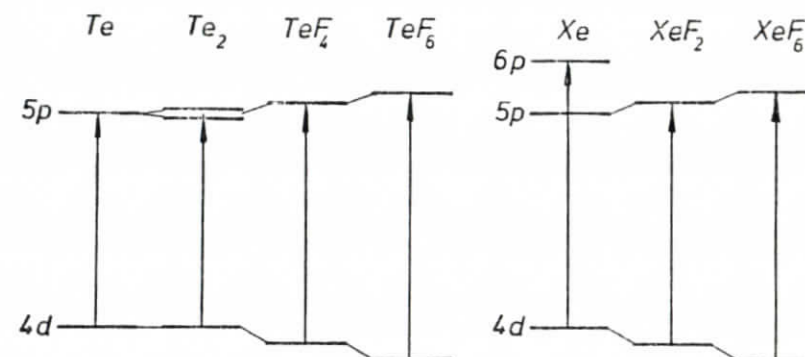 Te Te₂ TeF₄ TeF₆ Xe XeF₂ XeF₆
6p
5p 5p
4d 4d